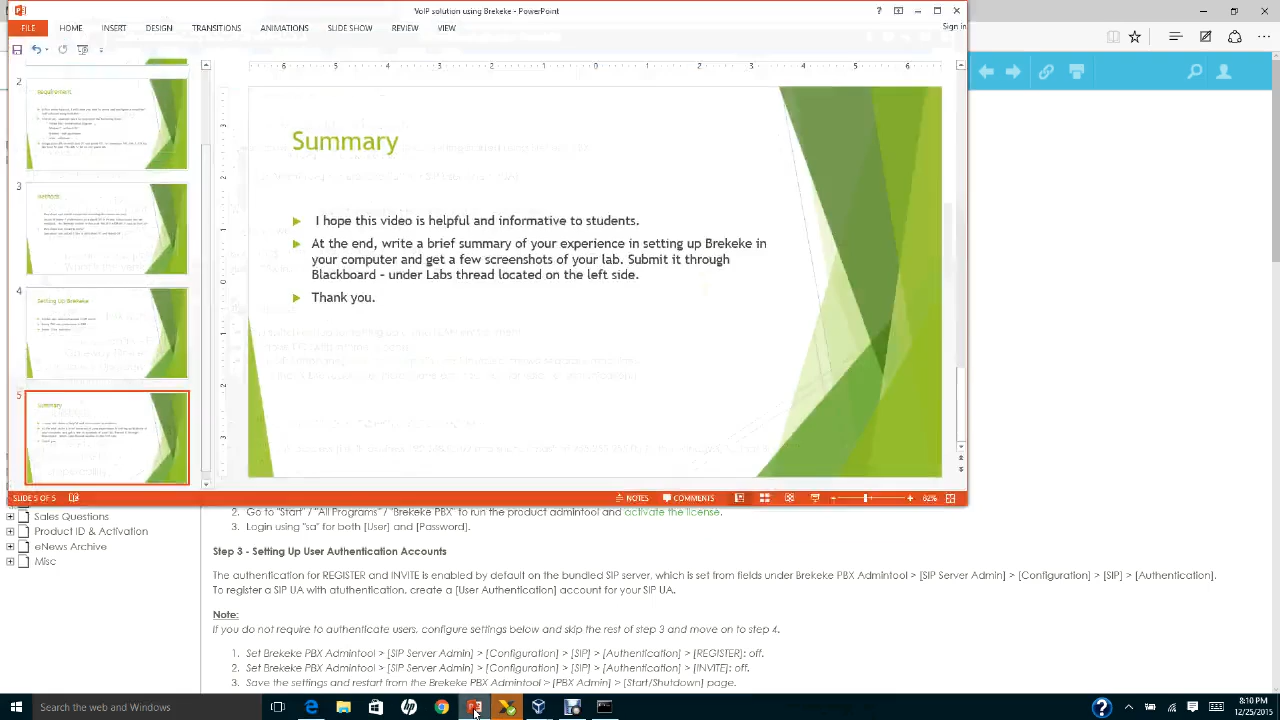 VoIP solution using Brekeke - PowerPoint
Sign in
FILE HOME INSERT DESIGN TRANSITIONS ANIMATIONS SLIDE SHOW REVIEW VIEW
2
Requirement
3
4
Setting up Brekeke
5
Summary
Summary
I hope this video is helpful and informative to students.
At the end, write a brief summary of your experience in setting up Brekeke in
your computer and get a few screenshots of your lab. Submit it through
Blackboard – under Labs thread located on the left side.
Thank you.
SLIDE 5 OF 5
NOTES COMMENTS 82%
Sales Questions
Product ID & Activation
eNews Archive
Misc
2. Go to "Start" / "All Programs" / "Brekeke PBX" to run the product admintool and activate the license.
3. Login using "sa" for both [User] and [Password].
Step 3 - Setting Up User Authentication Accounts
The authentication for REGISTER and INVITE is enabled by default on the bundled SIP server, which is set from fields under Brekeke PBX Admintool > [SIP Server Admin] > [Configuration] > [SIP] > [Authentication].
To register a SIP UA with atuthentication, create a [User Authentication] account for your SIP UA.
Note:
If you do not require to authenticate users, configure settings below and skip the rest of step 3 and move on to step 4.
1. Set Brekeke PBX Admintool > [SIP Server Admin] > [Configuration] > [SIP] > [Authentication] > [REGISTER]: off.
2. Set Brekeke PBX Admintool > [SIP Server Admin] > [Configuration] > [SIP] > [Authentication] > [INVITE]: off.
3. Save the settings and restart from the Brekeke PBX Admintool > [PBX Admin] > [Start/Shutdown] page.
Search the web and Windows
8:10 PM
12/25/2015